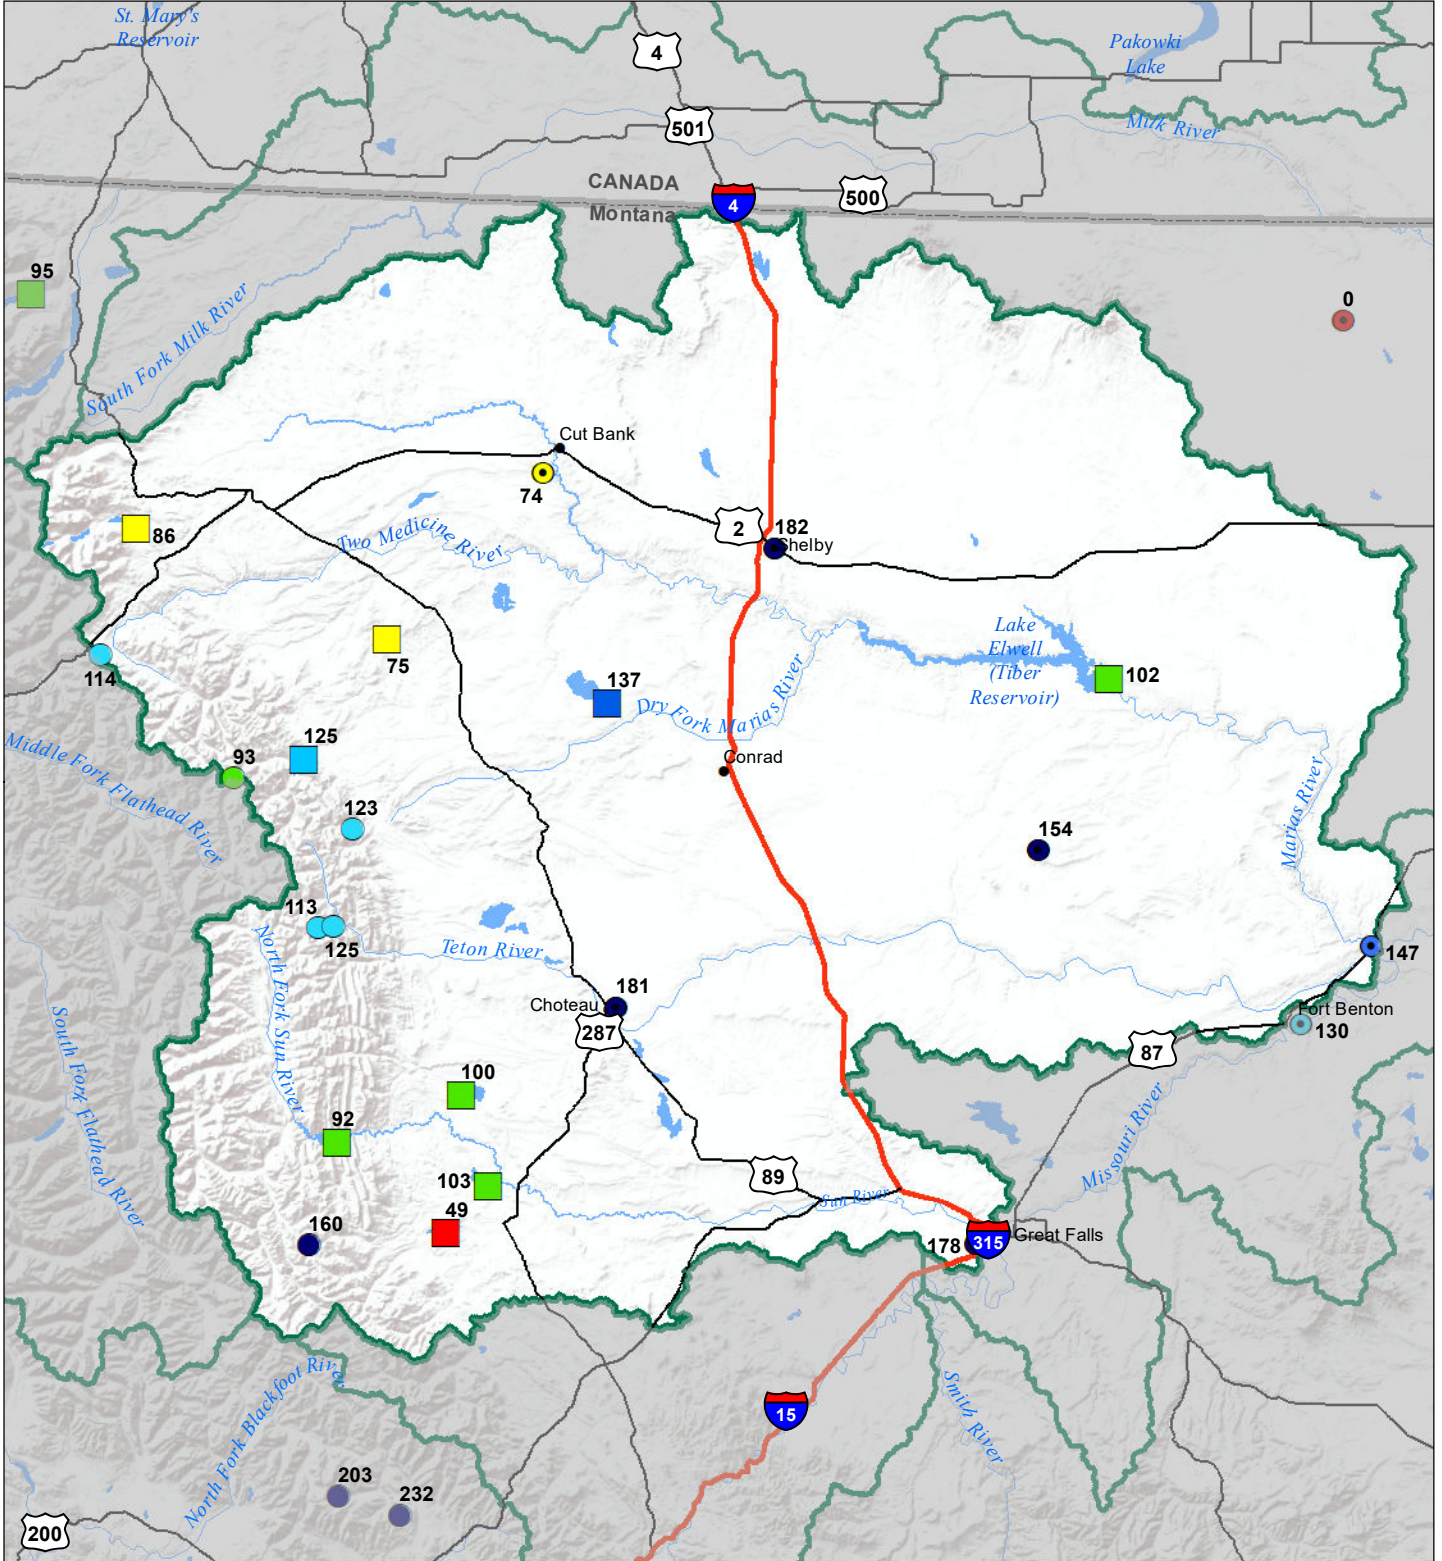 St. Mary's
Reservoir
4
Pakowki
Lake
501
Milk River
CANADA
Montana
4
500
95
0
South Fork Milk River
Cut Bank
74
86
2
182
Shelby
Two Medicine River
75
114
Lake
Elwell
(Tiber
Reservoir)
102
137
Dry Fork Marias River
Middle Fork Flathead River
93
125
Conrad
123
154
Marias River
113
125
North Fork Sun River
Teton River
147
181
Choteau
287
Fort Benton
130
87
South Fork Flathead River
100
92
Missouri River
103
89
Sun River
49
160
178
315
Great Falls
North Fork Blackfoot River
15
Smith River
203
232
200